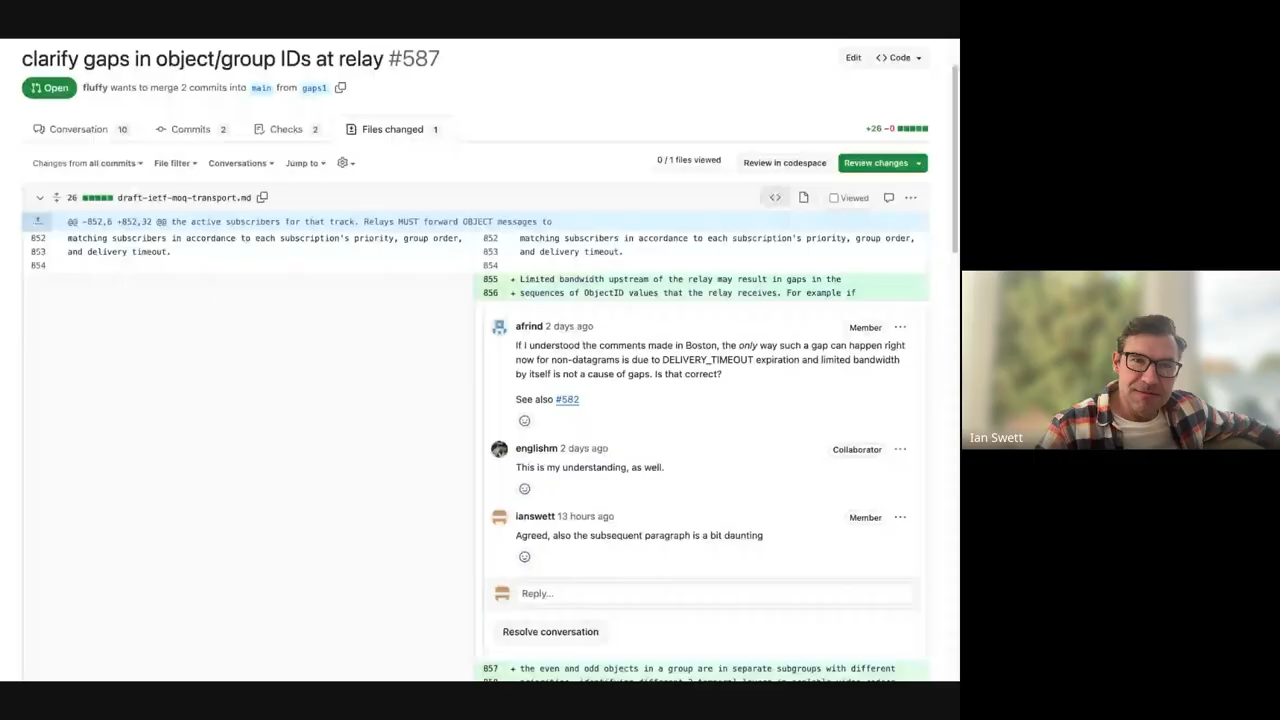 clarify gaps in object/group IDs at relay #587
Edit
<> Code
Open
fluffy wants to merge 2 commits into main from gaps1
Conversation 10
Commits 2
Checks 2
Files changed 1
+26 −0
Changes from all commits
File filter
Conversations
Jump to
0 / 1 files viewed
Review in codespace
Review changes
26
draft-ietf-moq-transport.md
Viewed
@@ -852,6 +852,32 @@ the active subscribers for that track. Relays MUST forward OBJECT messages to
852 matching subscribers in accordance to each subscription's priority, group order,
853 and delivery timeout.
854
852 matching subscribers in accordance to each subscription's priority, group order,
853 and delivery timeout.
854
855 + Limited bandwidth upstream of the relay may result in gaps in the
856 + sequences of ObjectID values that the relay receives. For example if
afrind 2 days ago
Member
If I understood the comments made in Boston, the only way such a gap can happen right
now for non-datagrams is due to DELIVERY_TIMEOUT expiration and limited bandwidth
by itself is not a cause of gaps. Is that correct?
See also #582
englishm 2 days ago
Collaborator
This is my understanding, as well.
ianswett 13 hours ago
Member
Agreed, also the subsequent paragraph is a bit daunting
Reply...
Resolve conversation
857 + the even and odd objects in a group are in separate subgroups with different
Ian Swett